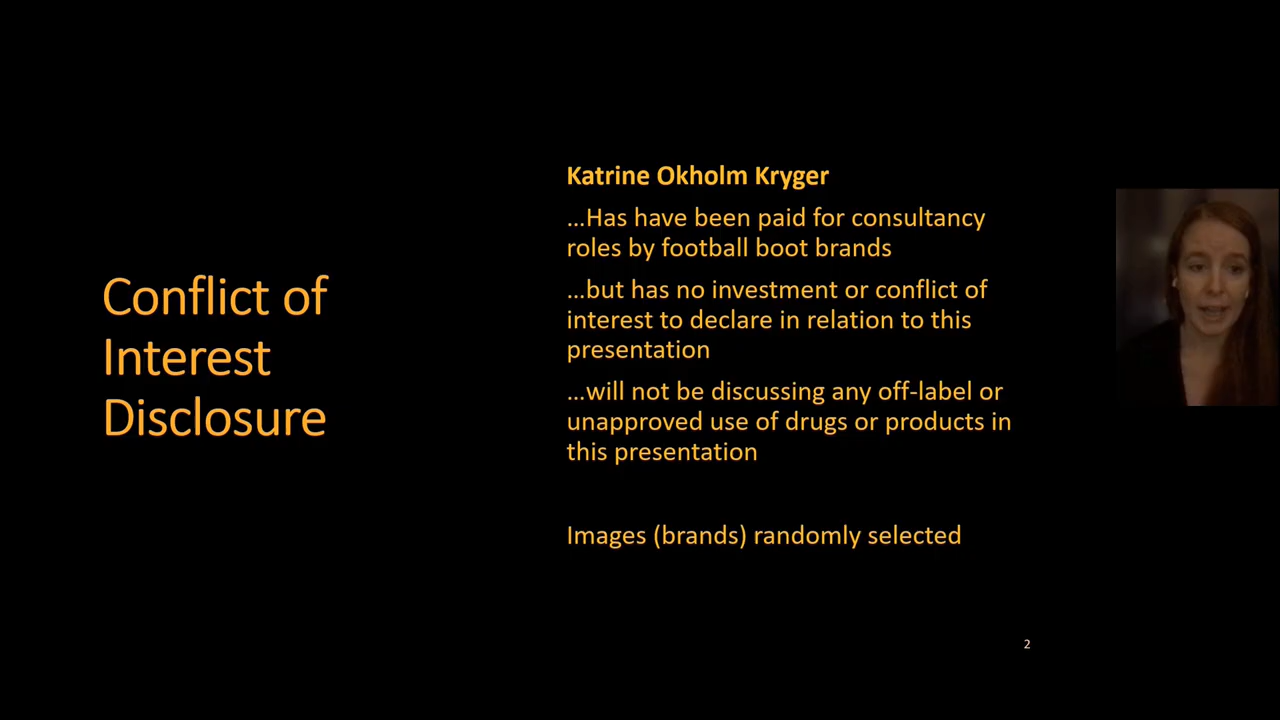 Conflict of
Interest
Disclosure
Katrine Okholm Kryger
...Has have been paid for consultancy
roles by football boot brands
...but has no investment or conflict of
interest to declare in relation to this
presentation
...will not be discussing any off-label or
unapproved use of drugs or products in
this presentation
Images (brands) randomly selected
2